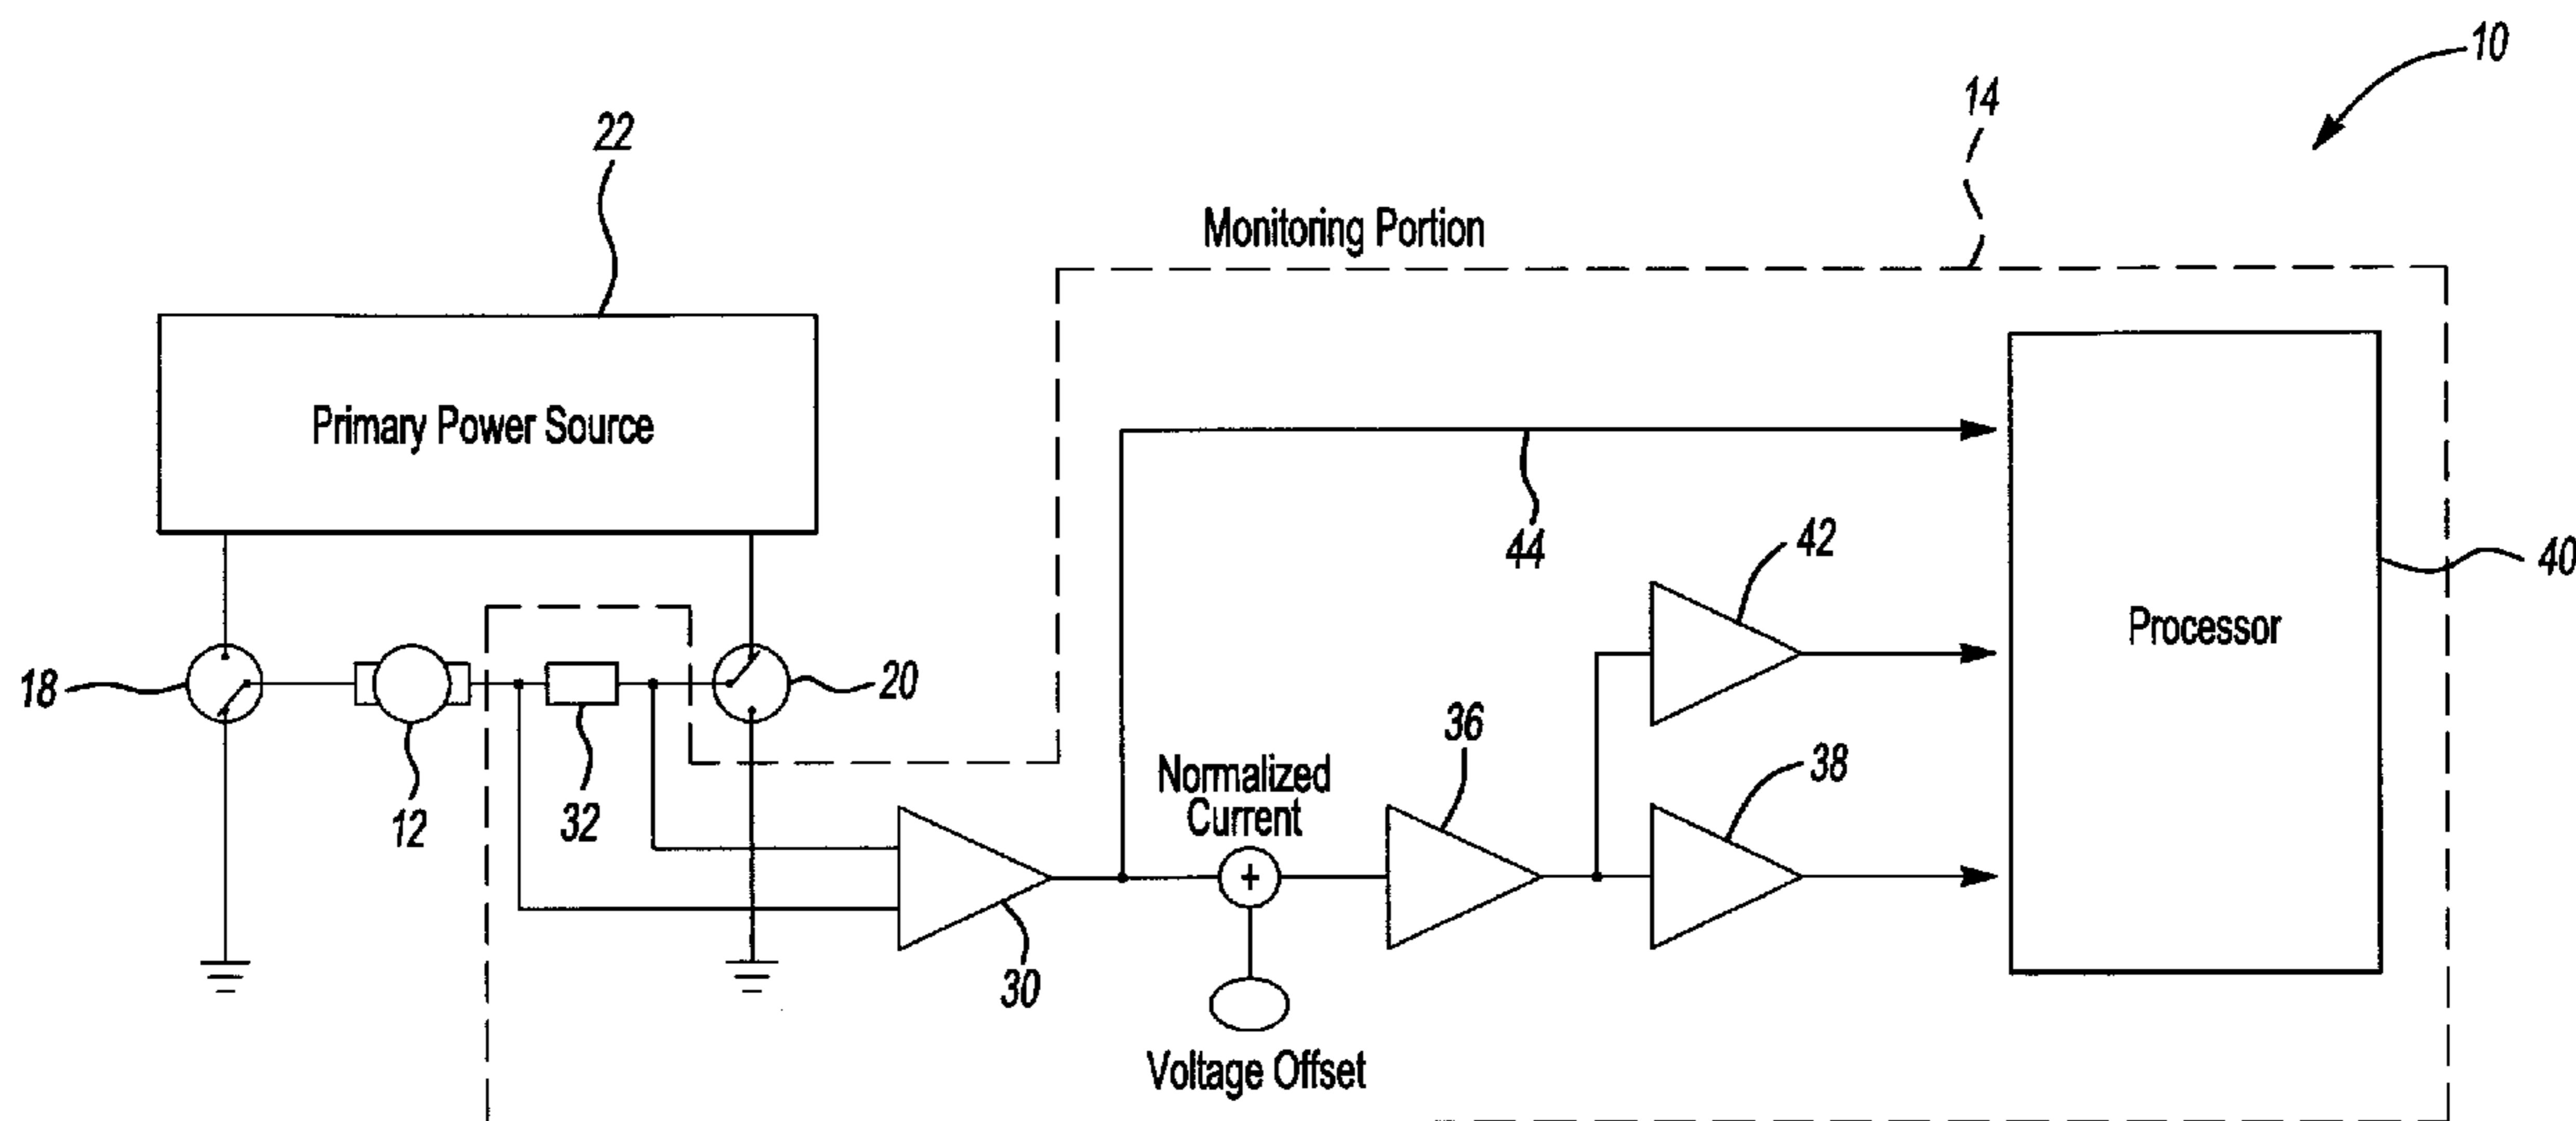 10
14
22
Monitoring Portion
Primary Power Source
44
42
40
Processor
18
20
12
32
36
38
Normalized
Current
+
30
Voltage Offset